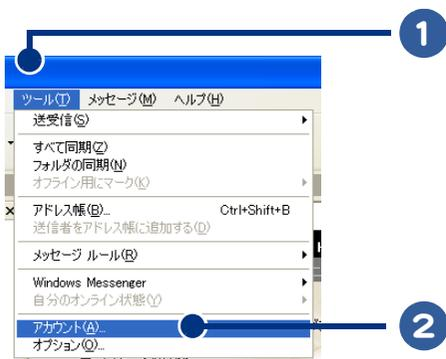 1
ツール(T) メッセージ(M) ヘルプ(H)
送受信(S)
すべて同期(Z)
フォルダの同期(N)
オフライン用にマーク(K)
アドレス帳(B)... Ctrl+Shift+B
送信者をアドレス帳に追加する(D)
メッセージ ルール(R)
Windows Messenger
自分のオンライン状態(Y)
アカウント(A)...
2
オプション(O)...